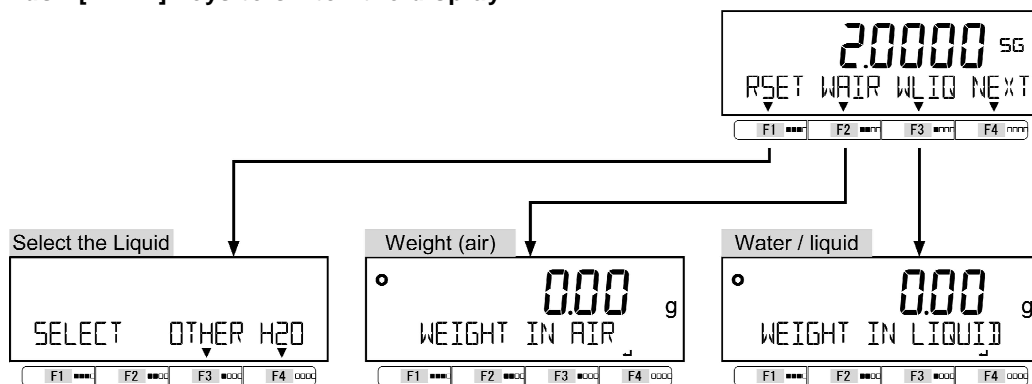 2.0000 SG
RSET WAIR WLIQ NEXT
F1 F2 F3 F4
Select the Liquid
SELECT OTHER H2O
F1 F2 F3 F4
Weight (air)
0.00 g
WEIGHT IN AIR
F1 F2 F3 F4
Water / liquid
0.00 g
WEIGHT IN LIQUID
F1 F2 F3 F4